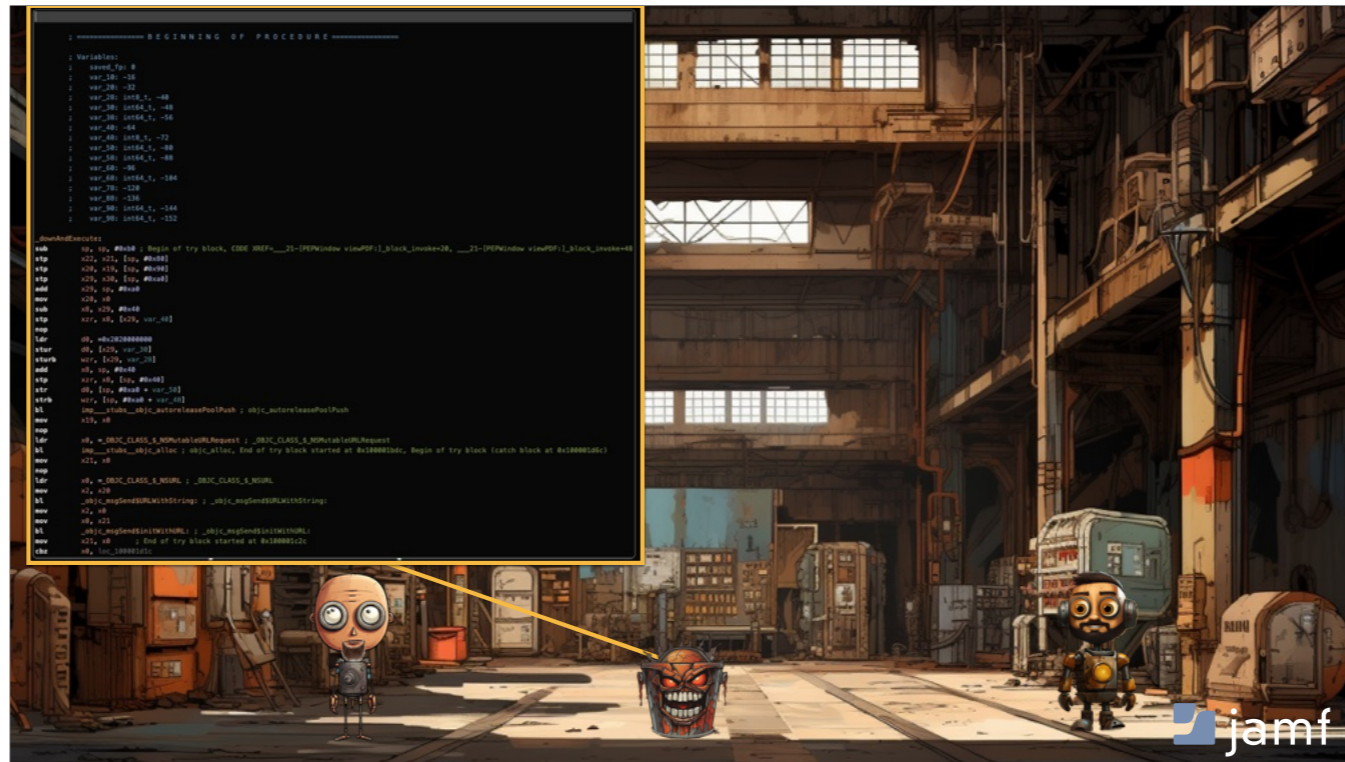 ; ================ B E G I N N I N G   O F   P R O C E D U R E ================
; Variables:
;    saved_fp: 0
;    var_10: -16
;    var_20: -32
;    var_28: int8_t, -40
;    var_30: int64_t, -48
;    var_38: int64_t, -56
;    var_40: -64
;    var_48: int8_t, -72
;    var_50: int64_t, -80
;    var_58: int64_t, -88
;    var_60: -96
;    var_68: int64_t, -104
;    var_78: -120
;    var_88: -136
;    var_90: int64_t, -144
;    var_98: int64_t, -152
_downAndExecute:
sub sp, sp, #0xb0 ; Begin of try block, CODE XREF=___21-[PEPWindow viewPDF:]_block_invoke+20, ___21-[PEPWindow viewPDF:]_block_invoke+40
stp x22, x21, [sp, #0x80]
stp x20, x19, [sp, #0x90]
stp x29, x30, [sp, #0xa0]
add x29, sp, #0xa0
mov x20, x0
sub x8, x29, #0x40
stp xzr, x8, [x29, var_40]
nop
ldr d0, =0x2020000000
stur d0, [x29, var_30]
sturb wzr, [x29, var_28]
add x8, sp, #0x40
stp xzr, x8, [sp, #0x40]
str d0, [sp, #0xa0 + var_50]
strb wzr, [sp, #0xa0 + var_48]
bl imp___stubs__objc_autoreleasePoolPush ; objc_autoreleasePoolPush
mov x19, x0
nop
ldr x0, =_OBJC_CLASS_$_NSMutableURLRequest ; _OBJC_CLASS_$_NSMutableURLRequest
bl imp___stubs__objc_alloc ; objc_alloc, End of try block started at 0x100001bdc, Begin of try block (catch block at 0x100001d6c)
mov x21, x0
nop
ldr x0, =_OBJC_CLASS_$_NSURL ; _OBJC_CLASS_$_NSURL
mov x2, x20
bl _objc_msgSend$URLWithString: ; _objc_msgSend$URLWithString:
mov x2, x0
mov x0, x21
bl _objc_msgSend$initWithURL: ; _objc_msgSend$initWithURL:
mov x21, x0 ; End of try block started at 0x100001c2c
cbz x0, loc_100001d1c
jamf